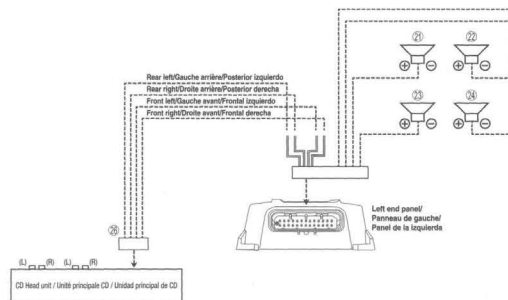 ㉑ ㉒
⊕ ⊖ ⊕ ⊖
Rear left/Gauche arrière/Posterior izquierdo
Rear right/Droite arrière/Posterior derecha
Front left/Gauche avant/Frontal izquierdo
Front right/Droite avant/Frontal derecha
㉓ ㉔
⊕ ⊖ ⊕ ⊖
Left end panel/
Panneau de gauche/
Panel de la izquierda
(L) (R) (L) (R)
CD Head unit / Unité principale CD / Unidad principal de CD